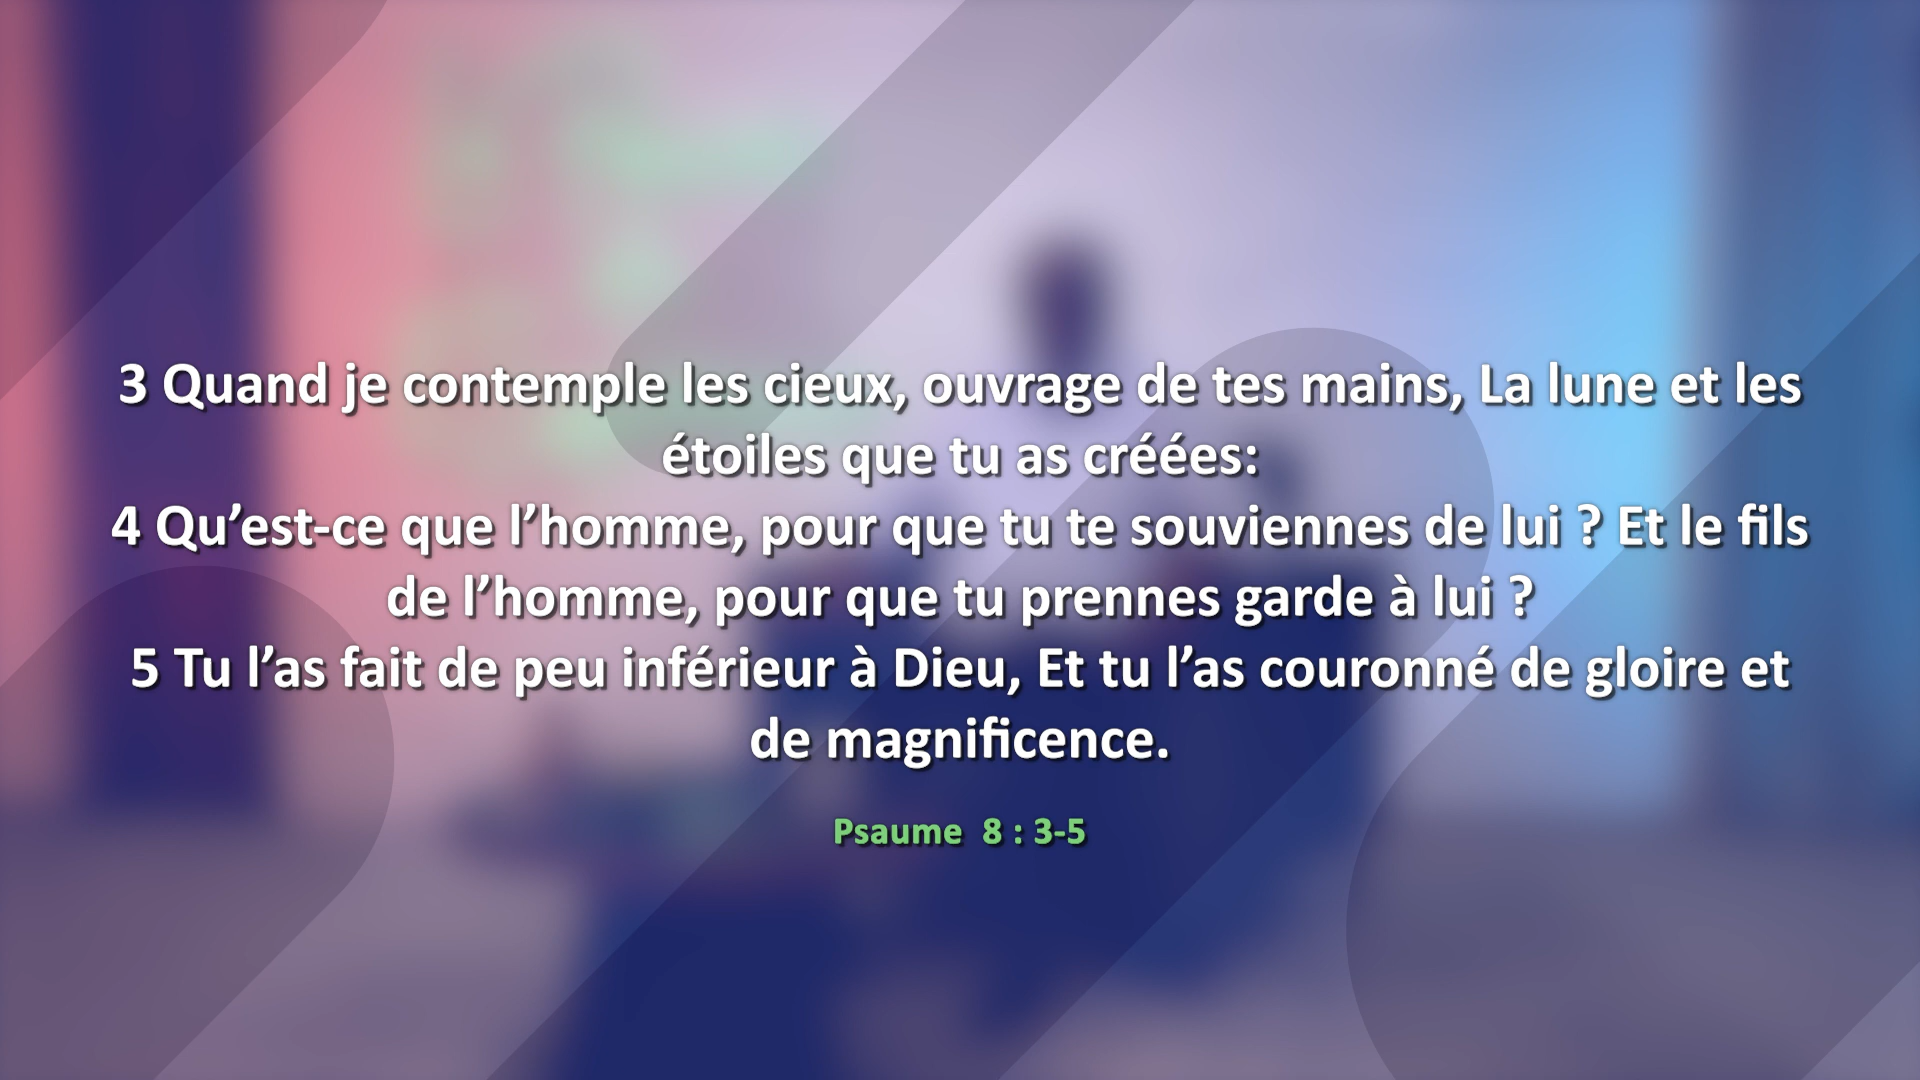 3 Quand je contemple les cieux, ouvrage de tes mains, La lune et les
étoiles que tu as créées:
4 Qu’est-ce que l’homme, pour que tu te souviennes de lui ? Et le fils
de l’homme, pour que tu prennes garde à lui ?
5 Tu l’as fait de peu inférieur à Dieu, Et tu l’as couronné de gloire et
de magnificence.
Psaume 8 : 3-5